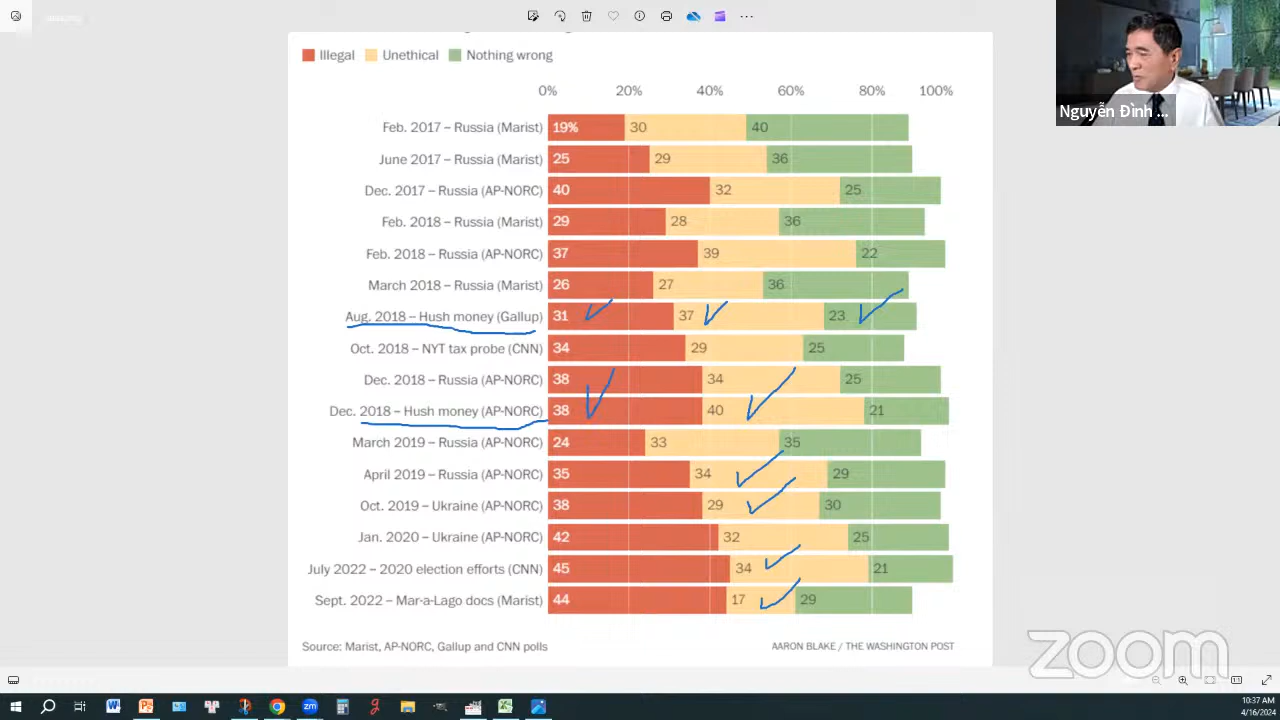 Illegal Unethical Nothing wrong
Nguyễn Đình ...
0% 20% 40% 60% 80% 100%
Feb. 2017 – Russia (Marist) 19% 30 40
June 2017 – Russia (Marist) 25 29 36
Dec. 2017 – Russia (AP-NORC) 40 32 25
Feb. 2018 – Russia (Marist) 29 28 36
Feb. 2018 – Russia (AP-NORC) 37 39 22
March 2018 – Russia (Marist) 26 27 36
Aug. 2018 – Hush money (Gallup) 31 37 23
Oct. 2018 – NYT tax probe (CNN) 34 29 25
Dec. 2018 – Russia (AP-NORC) 38 34 25
Dec. 2018 – Hush money (AP-NORC) 38 40 21
March 2019 – Russia (AP-NORC) 24 33 35
April 2019 – Russia (AP-NORC) 35 34 29
Oct. 2019 – Ukraine (AP-NORC) 38 29 30
Jan. 2020 – Ukraine (AP-NORC) 42 32 25
July 2022 – 2020 election efforts (CNN) 45 34 21
Sept. 2022 – Mar-a-Lago docs (Marist) 44 17 29
Source: Marist, AP-NORC, Gallup and CNN polls AARON BLAKE / THE WASHINGTON POST
zoom
10:37 AM
4/16/2024